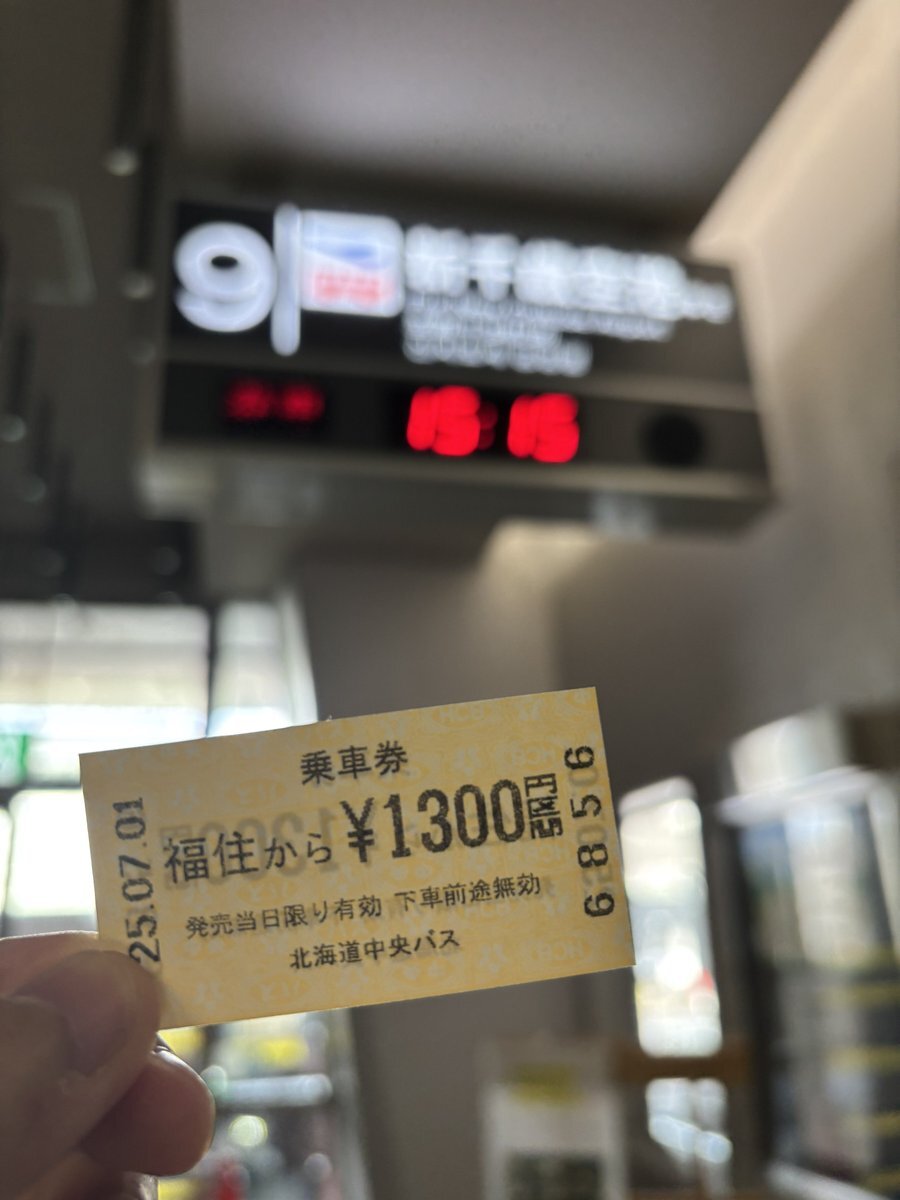 9
新千歳空港
15:15
乗車券
福住から¥1300円区間
発売当日限り有効 下車前途無効
北海道中央バス
25.07.01
6 8 5 6